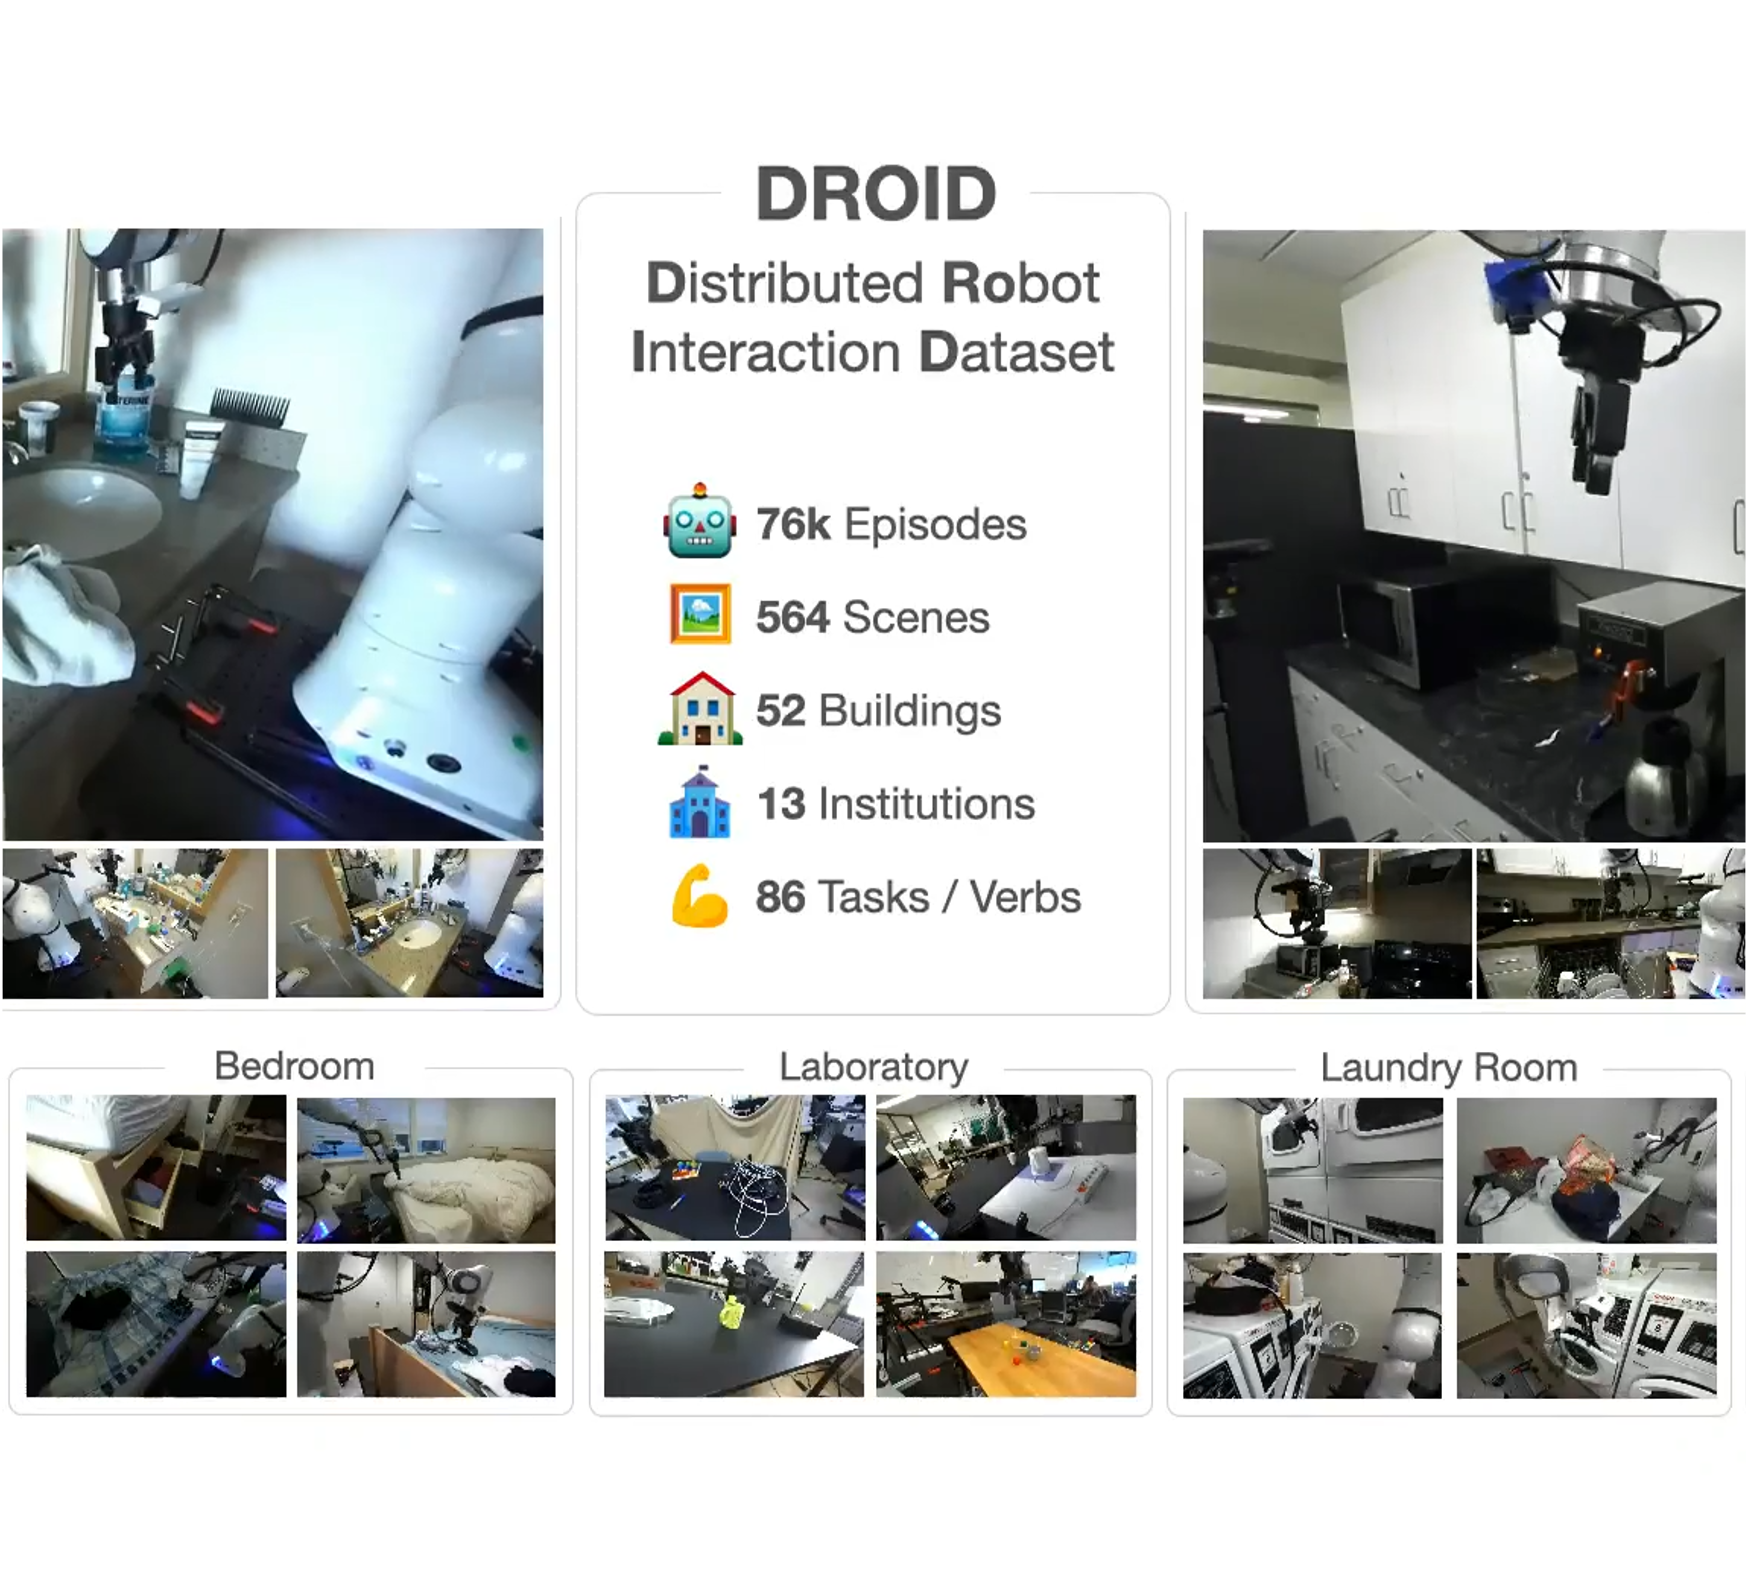 DROID
Distributed Robot
Interaction Dataset
76k Episodes
564 Scenes
52 Buildings
13 Institutions
86 Tasks / Verbs
TERINE
Bedroom
Laboratory
Laundry Room